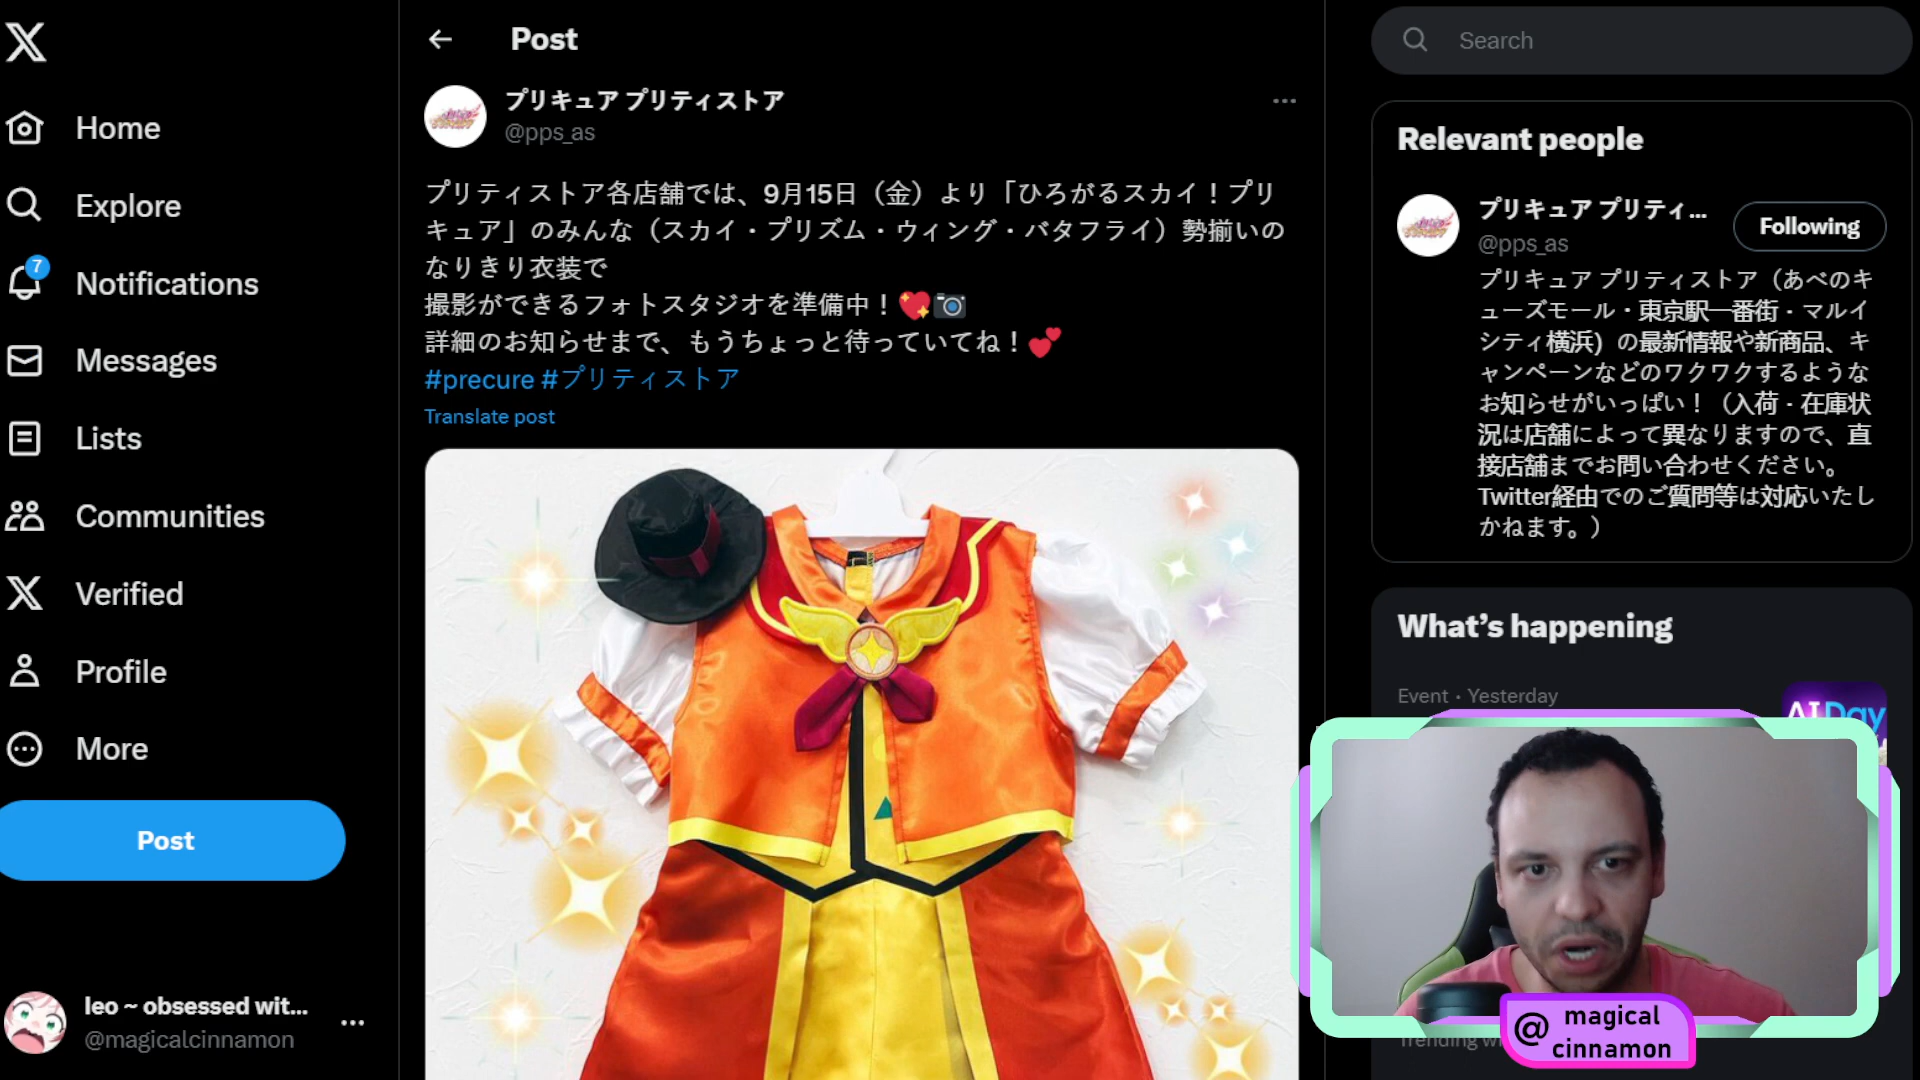 Home
Explore
7
Notifications
Messages
Lists
Communities
Verified
Profile
More
Post
leo ~ obsessed wit...
@magicalcinnamon
Post
プリキュア プリティストア
@pps_as
プリティストア各店舗では、9月15日（金）より「ひろがるスカイ！プリ
キュア」のみんな（スカイ・プリズム・ウィング・バタフライ）勢揃いの
なりきり衣装で
撮影ができるフォトスタジオを準備中！💖📷
詳細のお知らせまで、もうちょっと待っていてね！💕
#precure #プリティストア
Translate post
Search
Relevant people
プリキュア プリティ...
@pps_as
Following
プリキュア プリティストア（あべのキ
ューズモール・東京駅一番街・マルイ
シティ横浜）の最新情報や新商品、キ
ャンペーンなどのワクワクするような
お知らせがいっぱい！（入荷・在庫状
況は店舗によって異なりますので、直
接店舗までお問い合わせください。
Twitter経由でのご質問等は対応いたし
かねます。）
What's happening
Event · Yesterday
AI Day
Trending
@ magical
cinnamon